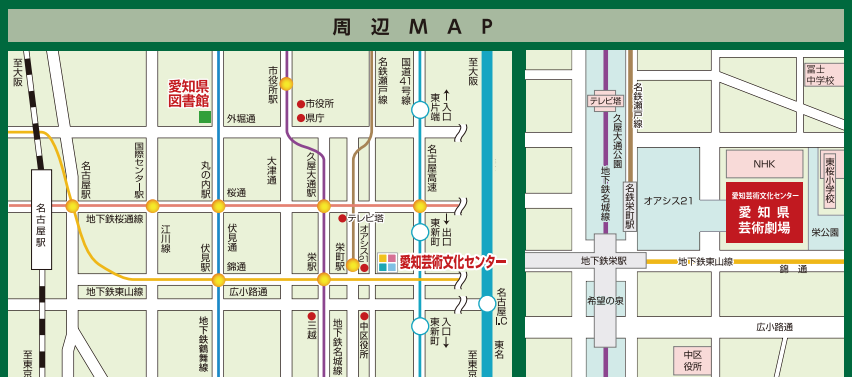 周辺MAP
至大阪
愛知県
図書館
市役所駅
市役所
県庁
名鉄瀬戸線
国道41号線
東片端
入口
至大阪
外堀通
名古屋駅
国際センター駅
丸の内駅
大津通
久屋大通駅
名古屋高速
桜通
名古屋駅
地下鉄桜通線
江川線
伏見通
伏見駅
錦通
栄駅
栄町駅
テレビ塔
オアシス21
東新町
出口
愛知芸術文化センター
地下鉄東山線
広小路通
地下鉄鶴舞線
三越
地下鉄名城線
中区役所
東新町
入口
名古屋I.C
東名
至東京
至東京
テレビ塔
久屋大通公園
名鉄瀬戸線
冨士
中学校
地下鉄名城線
名鉄栄町駅
オアシス21
NHK
愛知芸術文化センター
愛知県
芸術劇場
東桜小学校
栄公園
地下鉄栄駅
地下鉄東山線
錦通
希望の泉
広小路通
中区
役所